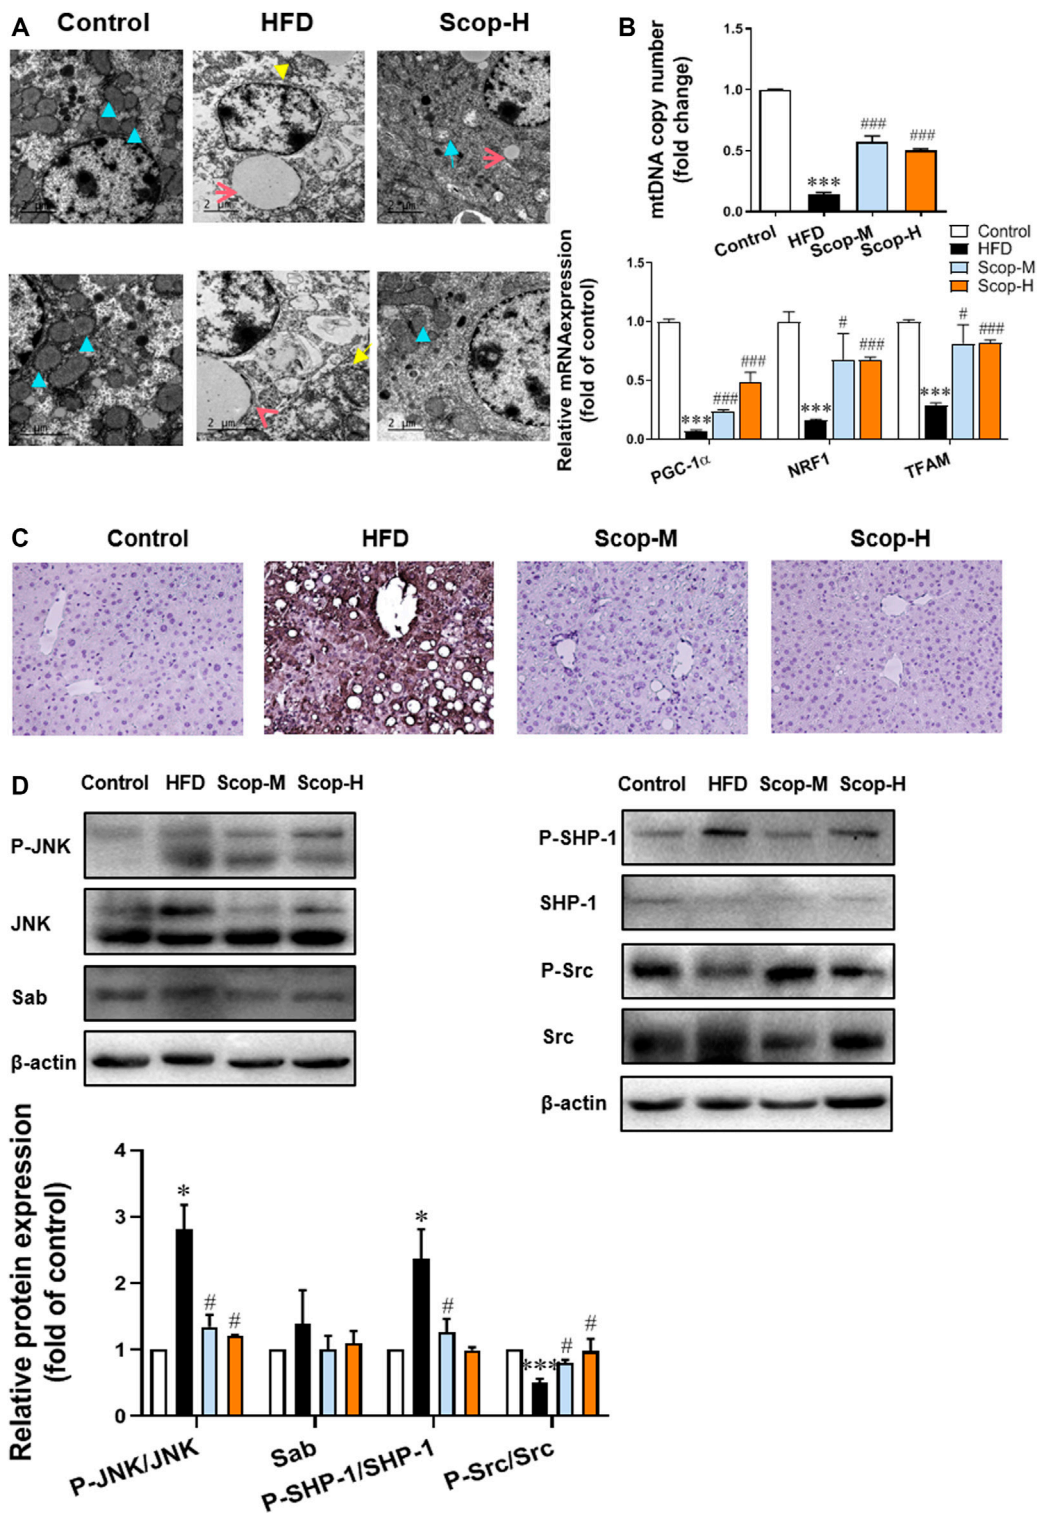 A
Control
HFD
Scop-H
2 μm
2 μm
2 μm
2 μm
2 μm
2 μm
B
mtDNA copy number
(fold change)
1.5
1.0
0.5
0.0
***
###
###
Control
HFD
Scop-M
Scop-H
Control
HFD
Scop-M
Scop-H
Relative mRNAexpression
(fold of control)
1.5
1.0
0.5
0.0
***
###
###
***
#
###
***
#
###
PGC-1α
NRF1
TFAM
C
Control
HFD
Scop-M
Scop-H
D
Control HFD Scop-M Scop-H
P-JNK
JNK
Sab
β-actin
Control HFD Scop-M Scop-H
P-SHP-1
SHP-1
P-Src
Src
β-actin
Relative protein expression
(fold of control)
4
3
2
1
0
*
#
#
*
#
***
#
#
P-JNK/JNK
Sab
P-SHP-1/SHP-1
P-Src/Src